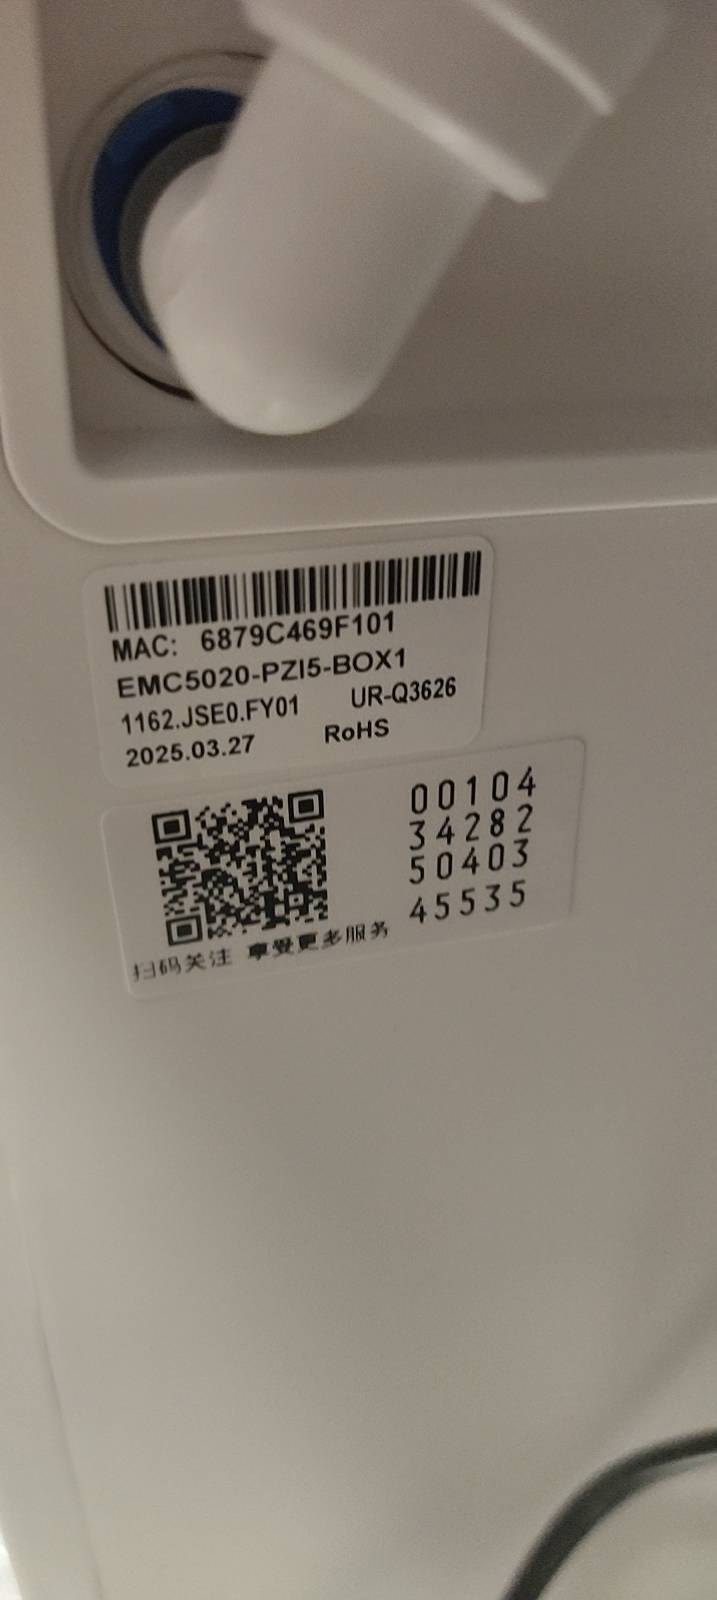 MAC: 6879C469F101
EMC5020-PZI5-BOX1
1162.JSE0.FY01 UR-Q3626
2025.03.27 RoHS
00104
34282
50403
45535
扫码关注 享受更多服务